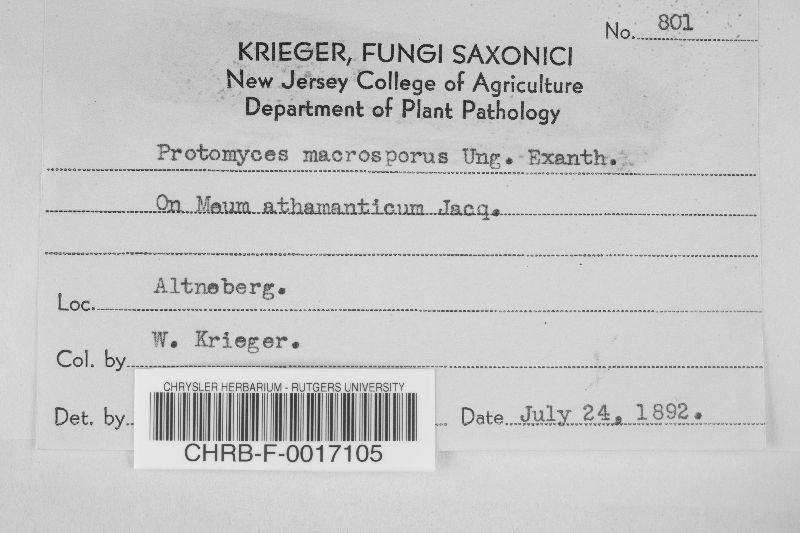 No. 801
KRIEGER, FUNGI SAXONICI
New Jersey College of Agriculture
Department of Plant Pathology
Protomyces macrosporus Ung. Exanth.
On Meum athamanticum Jacq.
Loc. Altneberg.
Col. by W. Krieger.
CHRYSLER HERBARIUM - RUTGERS UNIVERSITY
Det. by Date July 24, 1892.
CHRB-F-0017105